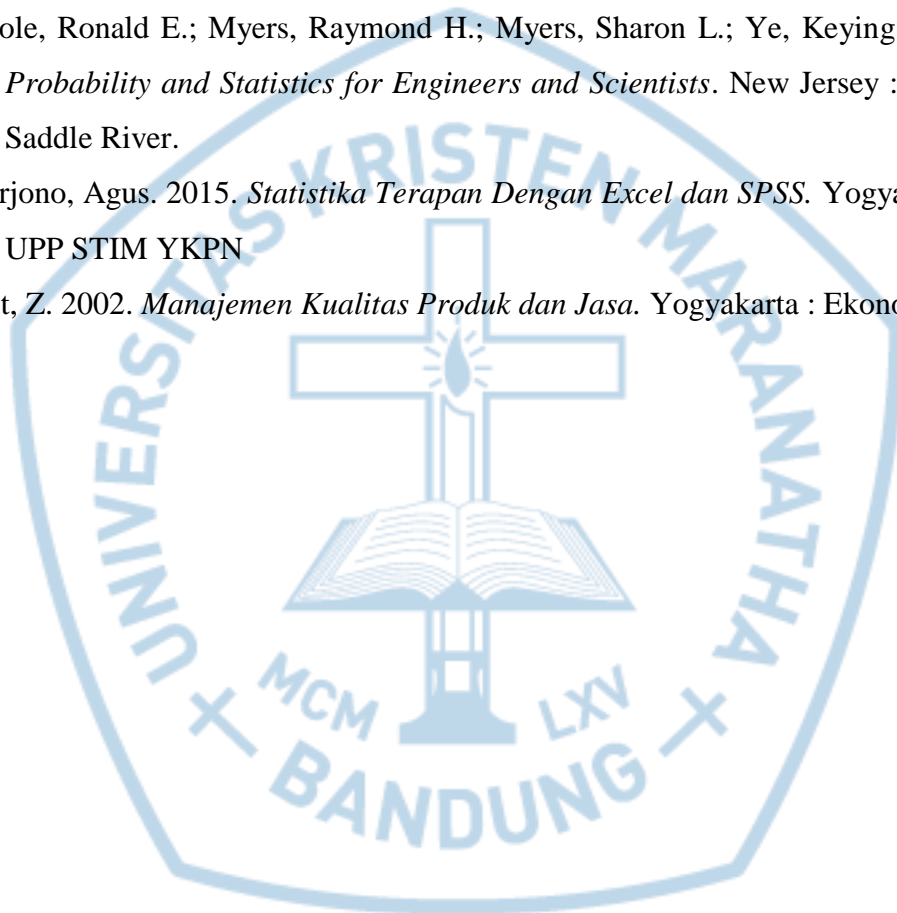 ole, Ronald E.; Myers, Raymond H.; Myers, Sharon L.; Ye, Keying
Probability and Statistics for Engineers and Scientists. New Jersey :
Saddle River.
rjono, Agus. 2015. Statistika Terapan Dengan Excel dan SPSS. Yogya
UPP STIM YKPN
t, Z. 2002. Manajemen Kualitas Produk dan Jasa. Yogyakarta : Ekono
UNIVERSITAS KRISTEN MARANATHA
MCM LXV
BANDUNG